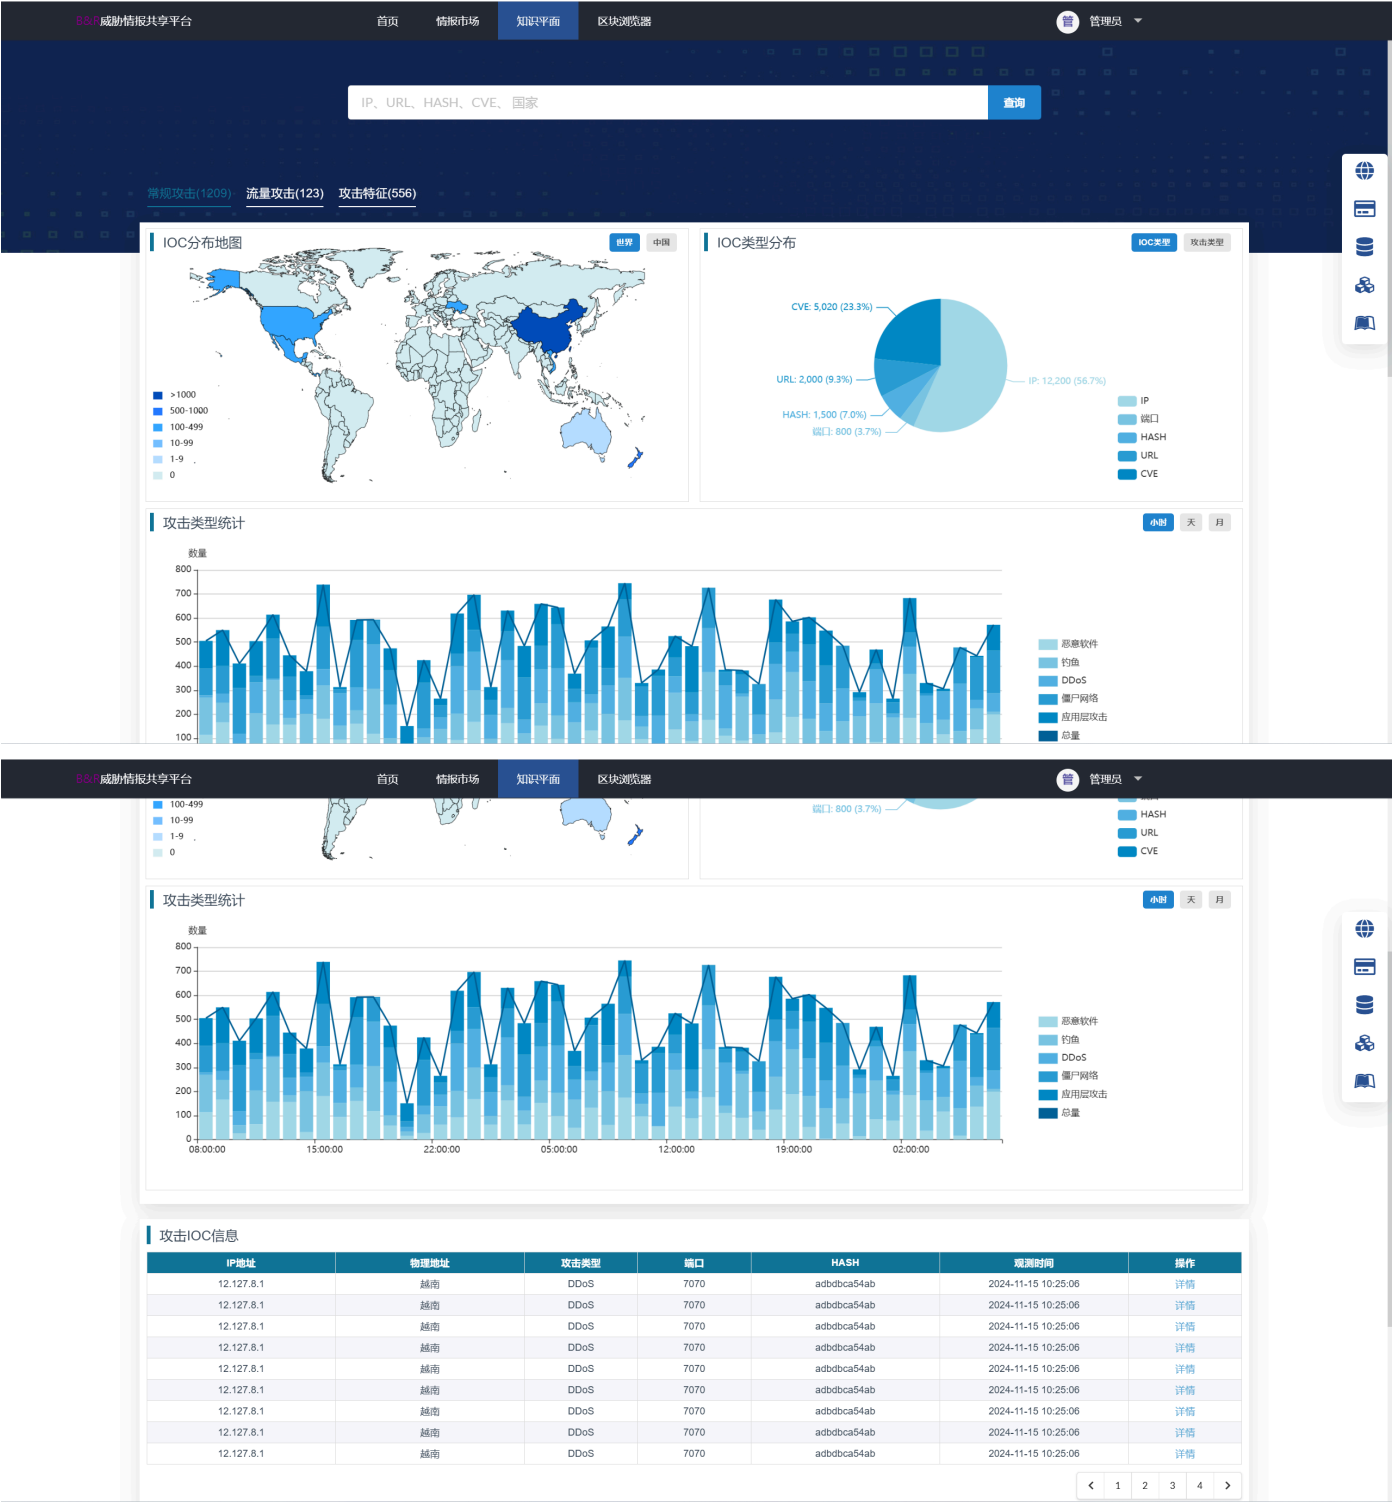 B&R威胁情报共享平台 首页 情报市场 知识平面 区块浏览器 管 管理员
IP、URL、HASH、CVE、 国家 查询
常规攻击(1209) 流量攻击(123) 攻击特征(556)
IOC分布地图 世界 中国
>1000
500-1000
100-499
10-99
1-9
0
IOC类型分布 IOC类型 攻击类型
CVE: 5,020 (23.3%)
URL: 2,000 (9.3%)
HASH: 1,500 (7.0%)
端口: 800 (3.7%)
IP: 12,200 (56.7%)
IP
端口
HASH
URL
CVE
攻击类型统计 小时 天 月
数量
800
700
600
500
400
300
200
100
恶意软件
钓鱼
DDoS
僵尸网络
应用层攻击
总量
威胁情报共享平台 首页 情报市场 知识平面 区块浏览器 管 管理员
100-499
10-99
1-9
0
端口: 800 (3.7%)
HASH
URL
CVE
攻击类型统计 小时 天 月
数量
800
700
600
500
400
300
200
100
0
08:00:00 15:00:00 22:00:00 05:00:00 12:00:00 19:00:00 02:00:00
恶意软件
钓鱼
DDoS
僵尸网络
应用层攻击
总量
攻击IOC信息
IP地址 物理地址 攻击类型 端口 HASH 观测时间 操作
12.127.8.1 越南 DDoS 7070 adbdbca54ab 2024-11-15 10:25:06 详情
12.127.8.1 越南 DDoS 7070 adbdbca54ab 2024-11-15 10:25:06 详情
12.127.8.1 越南 DDoS 7070 adbdbca54ab 2024-11-15 10:25:06 详情
12.127.8.1 越南 DDoS 7070 adbdbca54ab 2024-11-15 10:25:06 详情
12.127.8.1 越南 DDoS 7070 adbdbca54ab 2024-11-15 10:25:06 详情
12.127.8.1 越南 DDoS 7070 adbdbca54ab 2024-11-15 10:25:06 详情
12.127.8.1 越南 DDoS 7070 adbdbca54ab 2024-11-15 10:25:06 详情
12.127.8.1 越南 DDoS 7070 adbdbca54ab 2024-11-15 10:25:06 详情
12.127.8.1 越南 DDoS 7070 adbdbca54ab 2024-11-15 10:25:06 详情
1 2 3 4